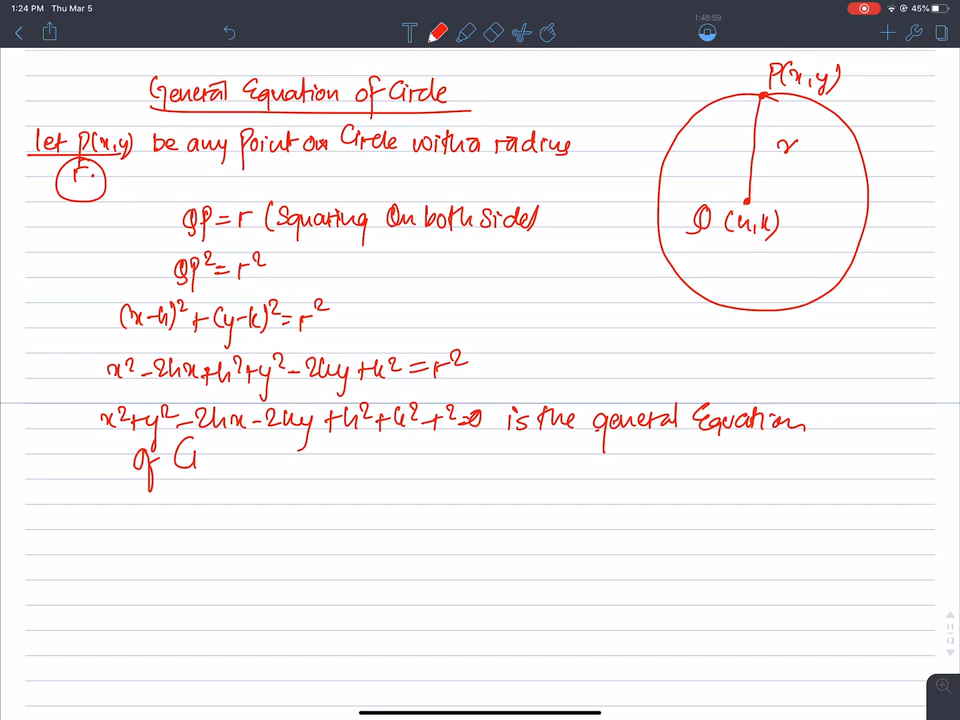 1:24 PM Thu Mar 5
45%
1:48:59
General Equation of Circle
P(x,y)
let P(x,y) be any Point on Circle with a radius
r.
r
QP = r (Squaring On both Side)
Q (h,k)
QP² = r²
(x-h)² + (y-k)² = r²
x² - 2hx + h² + y² - 2ky + k² = r²
x² + y² - 2hx - 2ky + h² + k² - r² = 0 is the general Equation
of